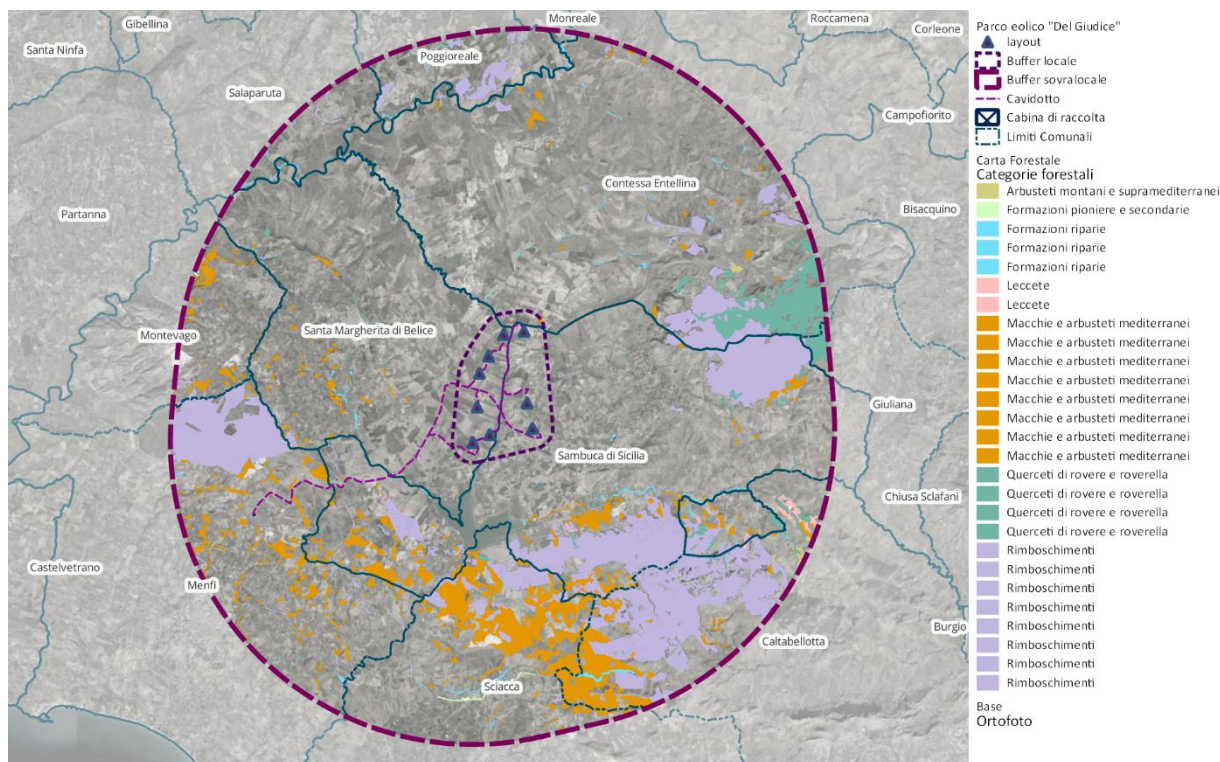 Monreale
Roccamena
Gibellina
Corleone
Santa Ninfa
Poggioreale
Salaparuta
Campofiorito
Contessa Entellina
Partanna
Bisacquino
Santa Margherita di Belice
Montevago
Giuliana
Sambuca di Sicilia
Chiusa Sclafani
Castelvetrano
Menfi
Burgio
Caltabellotta
Sciacca
Parco eolico "Del Giudice"
layout
Buffer locale
Buffer sovralocale
Cavidotto
Cabina di raccolta
Limiti Comunali
Carta Forestale
Categorie forestali
Arbusteti montani e supramediterranei
Formazioni pioniere e secondarie
Formazioni riparie
Formazioni riparie
Formazioni riparie
Leccete
Leccete
Macchie e arbusteti mediterranei
Macchie e arbusteti mediterranei
Macchie e arbusteti mediterranei
Macchie e arbusteti mediterranei
Macchie e arbusteti mediterranei
Macchie e arbusteti mediterranei
Macchie e arbusteti mediterranei
Macchie e arbusteti mediterranei
Querceti di rovere e roverella
Querceti di rovere e roverella
Querceti di rovere e roverella
Querceti di rovere e roverella
Rimboschimenti
Rimboschimenti
Rimboschimenti
Rimboschimenti
Rimboschimenti
Rimboschimenti
Rimboschimenti
Rimboschimenti
Base
Ortofoto